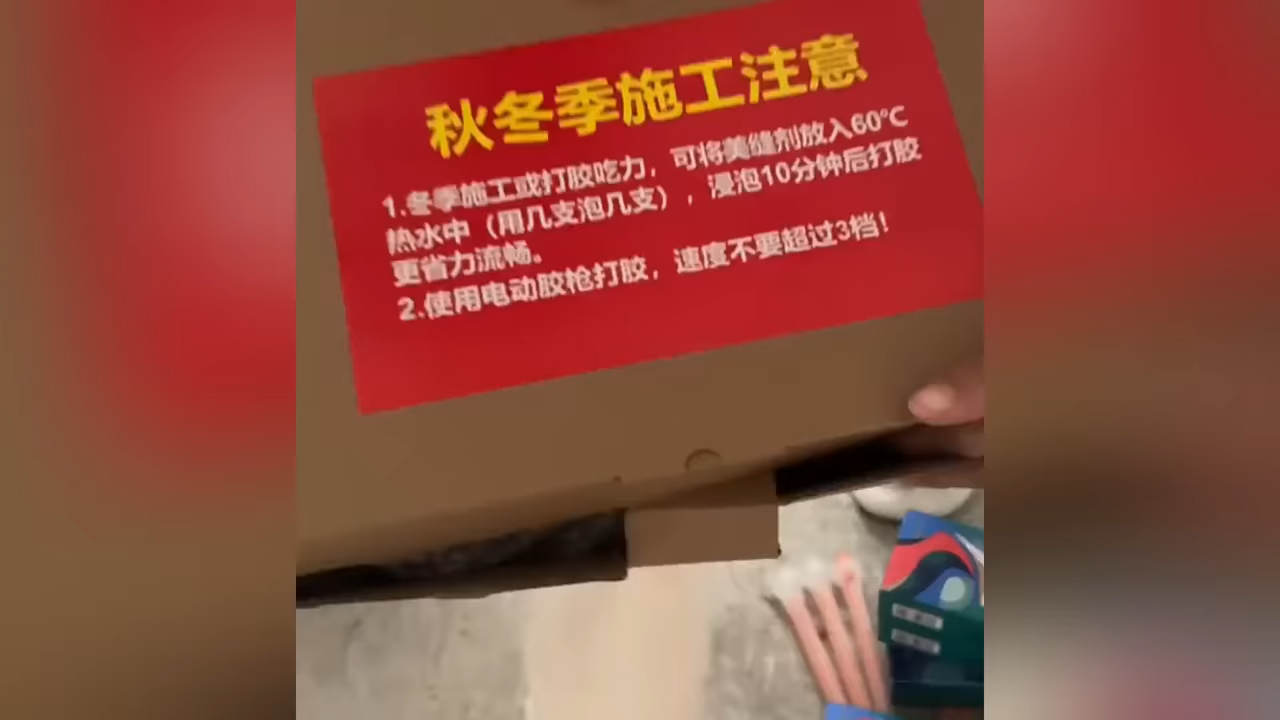 秋冬季施工注意
1.冬季施工或打胶吃力，可将美缝剂放入60℃
热水中（用几支泡几支），浸泡10分钟后打胶
更省力流畅。
2.使用电动胶枪打胶，速度不要超过3档！